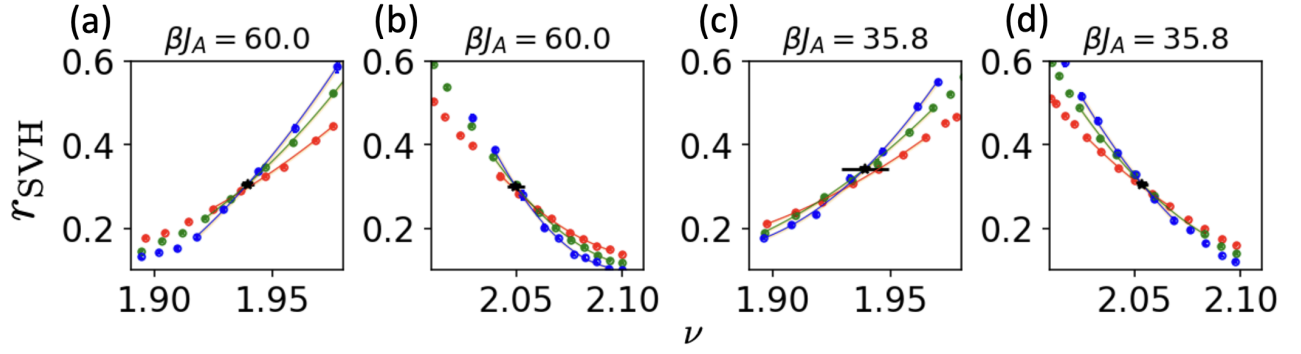 (a) (b) (c) (d)
βJ_A = 60.0 βJ_A = 60.0 βJ_A = 35.8 βJ_A = 35.8
r_SVH
0.6 0.6 0.6 0.6
0.4 0.4 0.4 0.4
0.2 0.2 0.2 0.2
1.90 1.95 2.05 2.10 1.90 1.95 2.05 2.10
ν